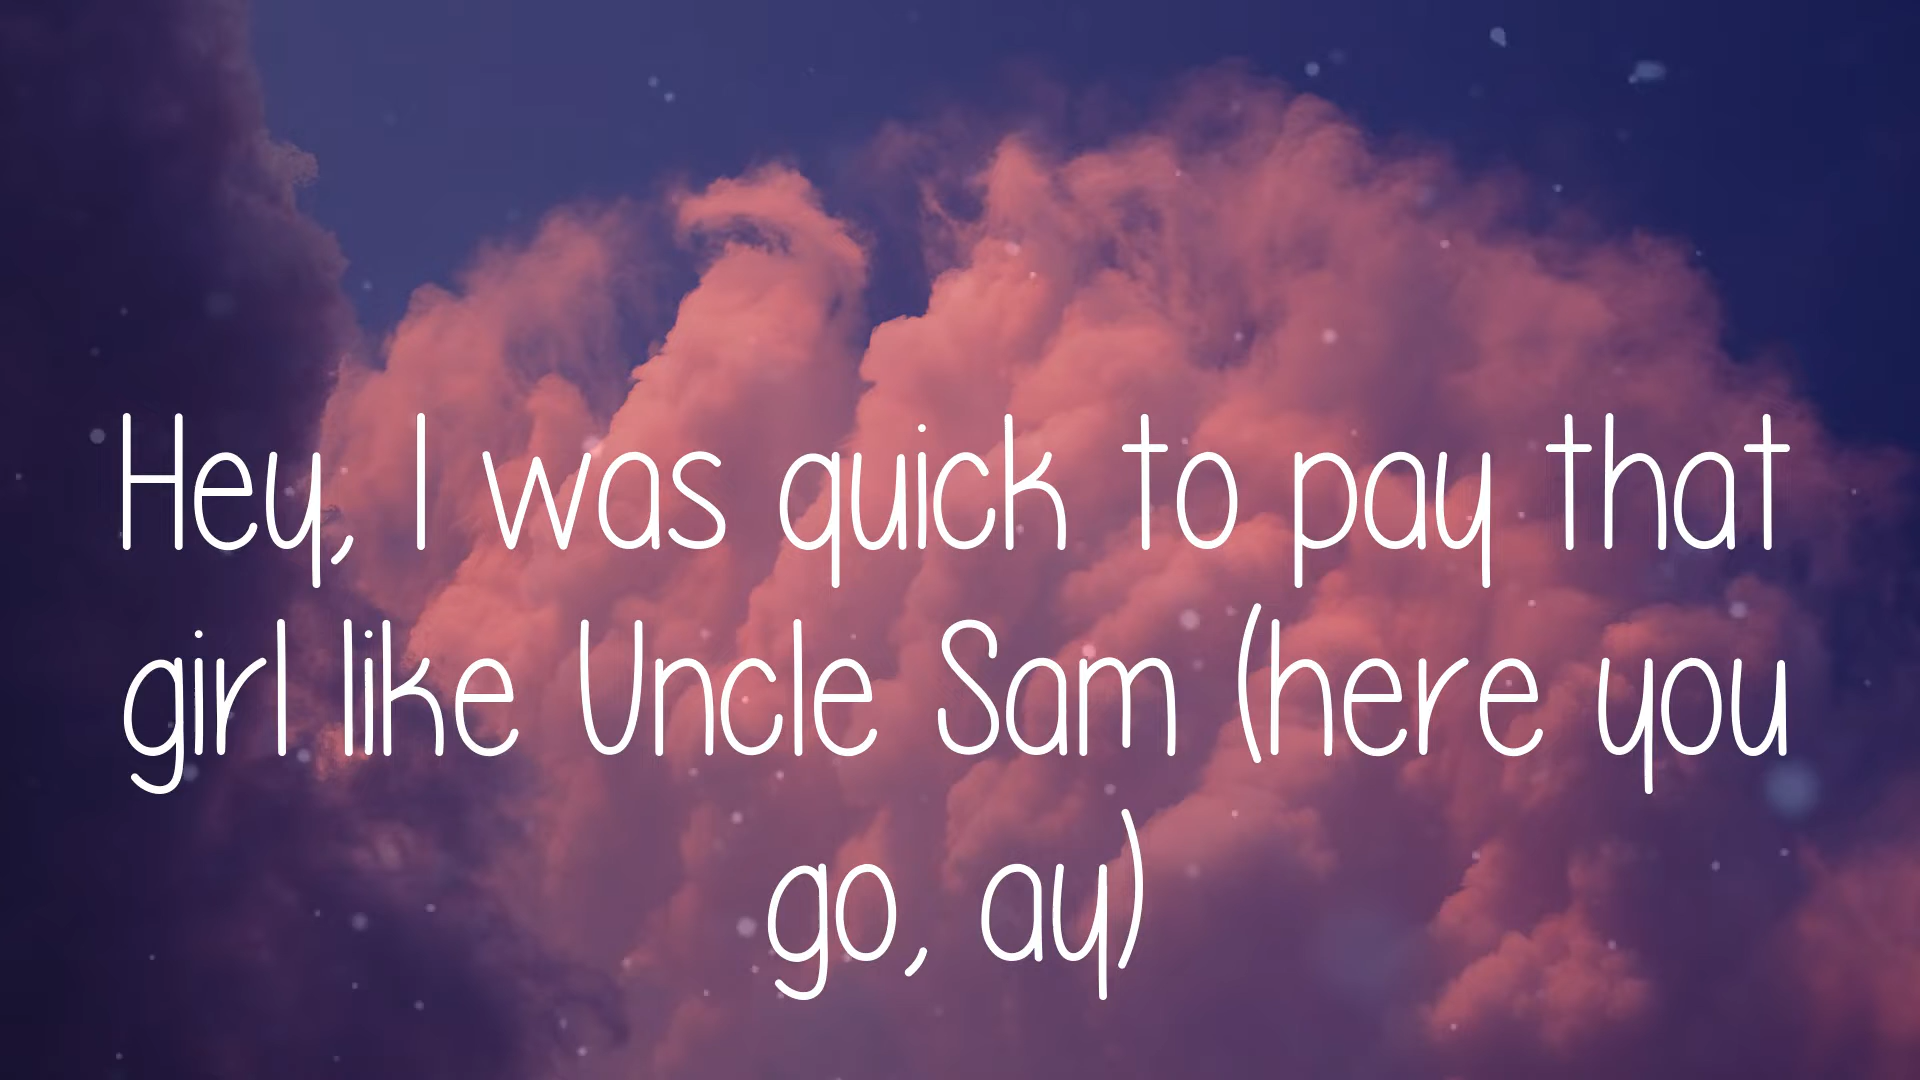 Hey, I was quick to pay that
girl like Uncle Sam (here you
go, ay)